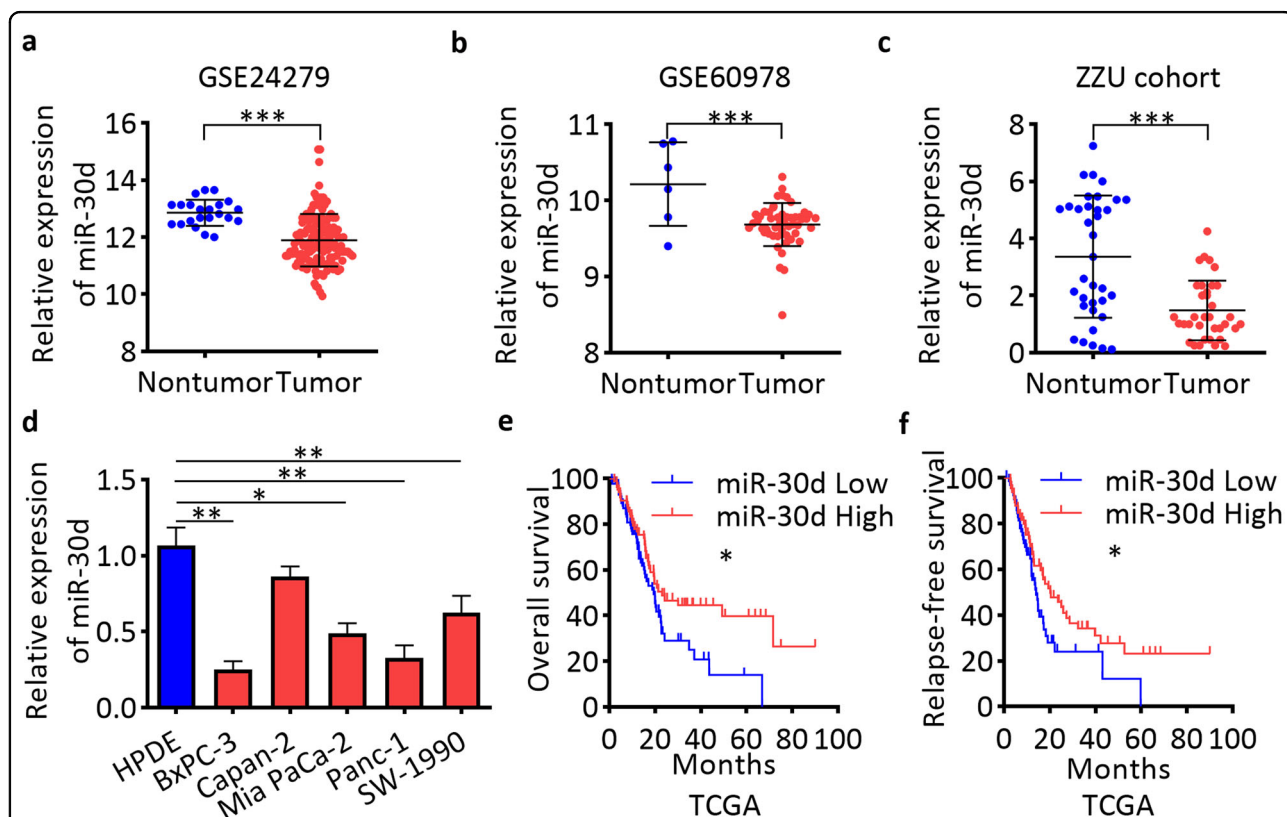 a
GSE24279
Relative expression
of miR-30d
16
14
12
10
8
***
Nontumor Tumor
b
GSE60978
Relative expression
of miR-30d
11
10
9
8
***
Nontumor Tumor
c
ZZU cohort
Relative expression
of miR-30d
8
6
4
2
0
***
Nontumor Tumor
d
Relative expression
of miR-30d
1.5
1.0
0.5
0.0
**
**
*
**
HPDE
BxPC-3
Capan-2
Mia PaCa-2
Panc-1
SW-1990
e
Overall survival
100
80
60
40
20
0
miR-30d Low
miR-30d High
*
0 20 40 60 80 100
Months
TCGA
f
Relapse-free survival
100
80
60
40
20
0
miR-30d Low
miR-30d High
*
0 20 40 60 80 100
Months
TCGA